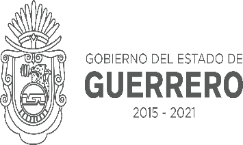 GOBIERNO DEL ESTADO DE
GUERRERO
2015 - 2021